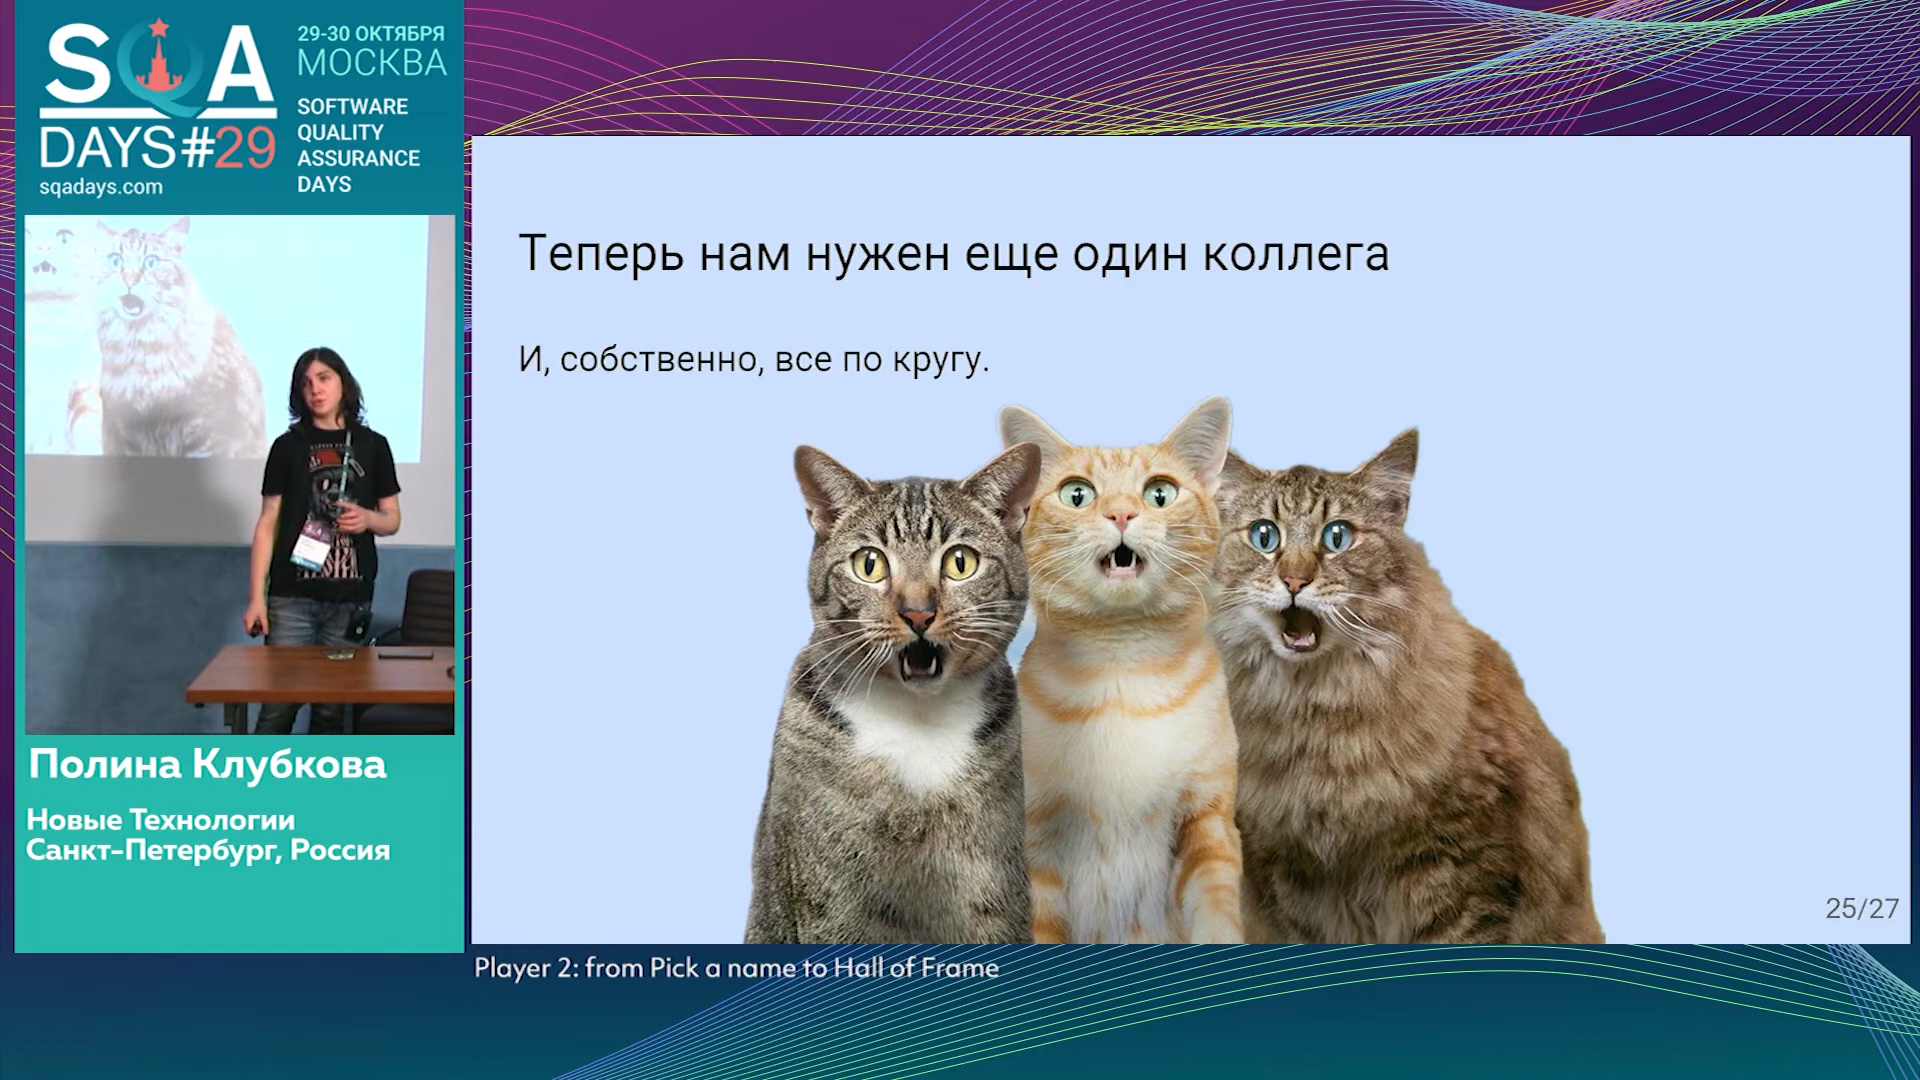 SQA
DAYS#29
sqadays.com
29-30 ОКТЯБРЯ
МОСКВА
SOFTWARE
QUALITY
ASSURANCE
DAYS
Теперь нам нужен еще один коллега
И, собственно, все по кругу.
25/27
Полина Клубкова
Новые Технологии
Санкт-Петербург, Россия
Player 2: from Pick a name to Hall of Frame